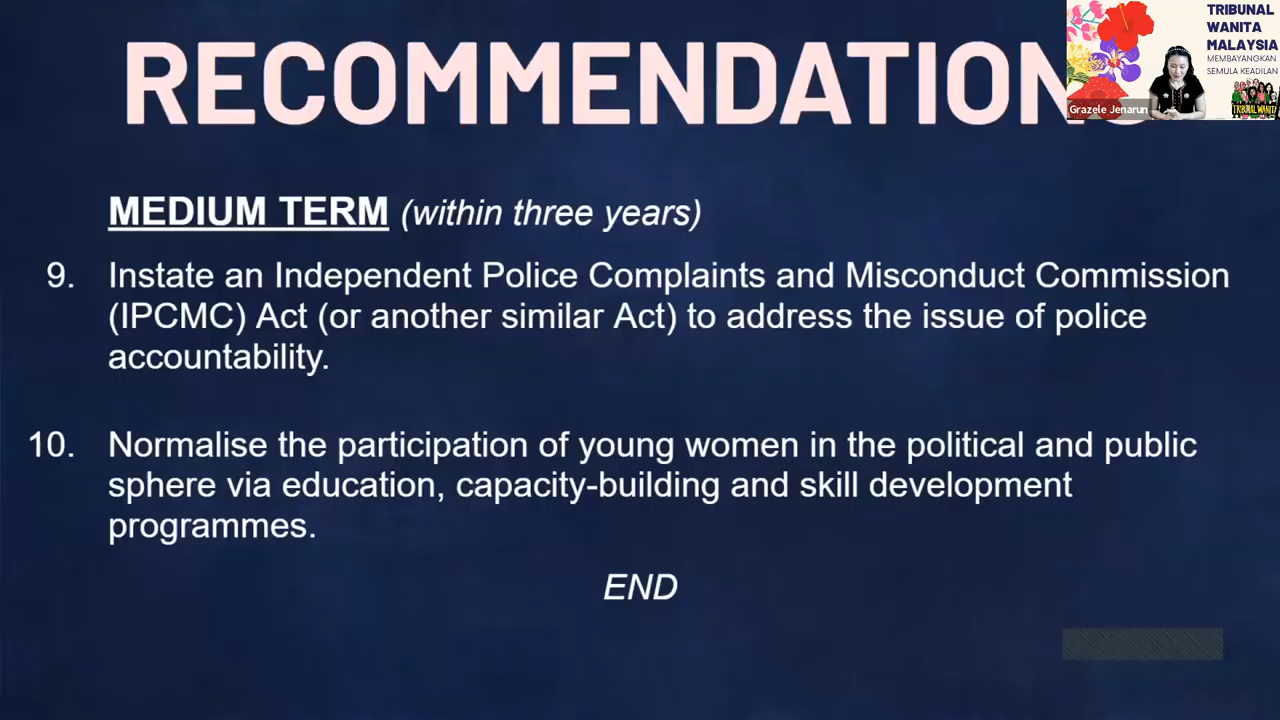 RECOMMENDATION
TRIBUNAL
WANITA
MALAYSIA
MEMBAYANGKAN
SEMULA KEADILAN
TRIBUNAL WANITA
Grazele Jenarun
MEDIUM TERM (within three years)
9. Instate an Independent Police Complaints and Misconduct Commission
(IPCMC) Act (or another similar Act) to address the issue of police
accountability.
10. Normalise the participation of young women in the political and public
sphere via education, capacity-building and skill development
programmes.
END